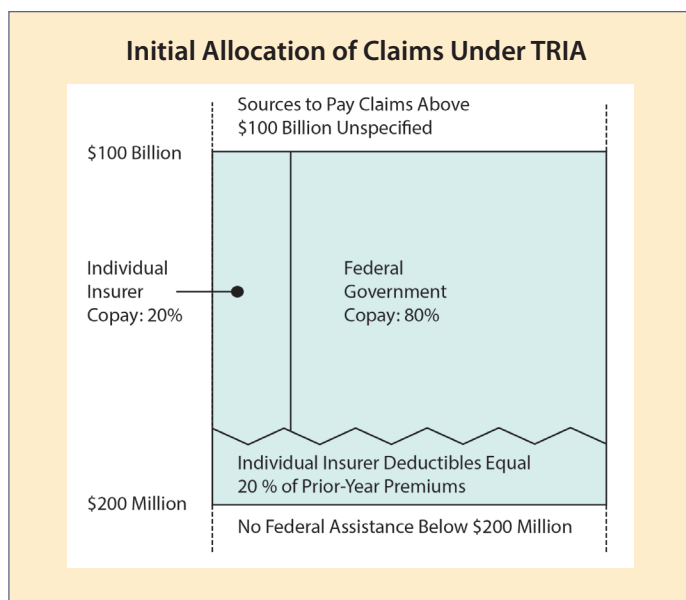 Initial Allocation of Claims Under TRIA
Sources to Pay Claims Above
$100 Billion Unspecified
$100 Billion
Individual
Insurer
Copay: 20%
Federal
Government
Copay: 80%
Individual Insurer Deductibles Equal
20 % of Prior-Year Premiums
$200 Million
No Federal Assistance Below $200 Million